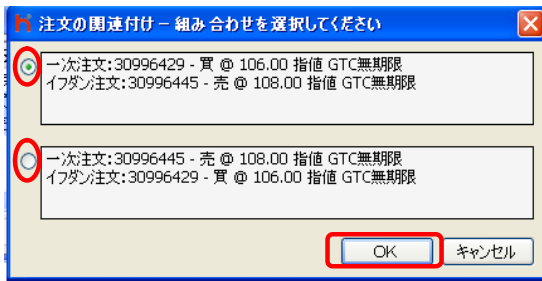 注文の関連付け - 組み合わせを選択してください
一次注文:30996429 - 買 @ 106.00 指値 GTC無期限
イフダン注文:30996445 - 売 @ 108.00 指値 GTC無期限
一次注文:30996445 - 売 @ 108.00 指値 GTC無期限
イフダン注文:30996429 - 買 @ 106.00 指値 GTC無期限
OK
キャンセル